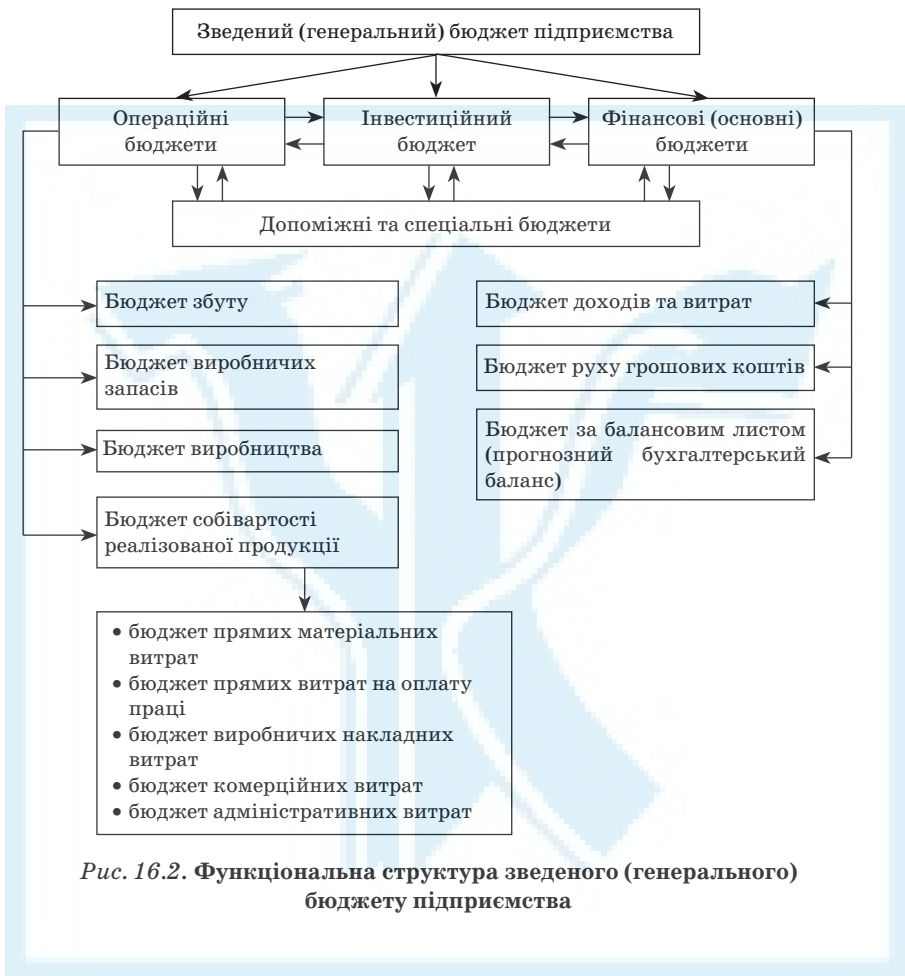 Зведений (генеральний) бюджет підприємства
Операційні
бюджети
Інвестиційний
бюджет
Фінансові (основні)
бюджети
Допоміжні та спеціальні бюджети
Бюджет збуту
Бюджет виробничих
запасів
Бюджет виробництва
Бюджет собівартості
реалізованої продукції
• бюджет прямих матеріальних
витрат
• бюджет прямих витрат на оплату
праці
• бюджет виробничих накладних
витрат
• бюджет комерційних витрат
• бюджет адміністративних витрат
Бюджет доходів та витрат
Бюджет руху грошових коштів
Бюджет за балансовим листом
(прогнозний бухгалтерський
баланс)
Рис. 16.2. Функціональна структура зведеного (генерального)
бюджету підприємства